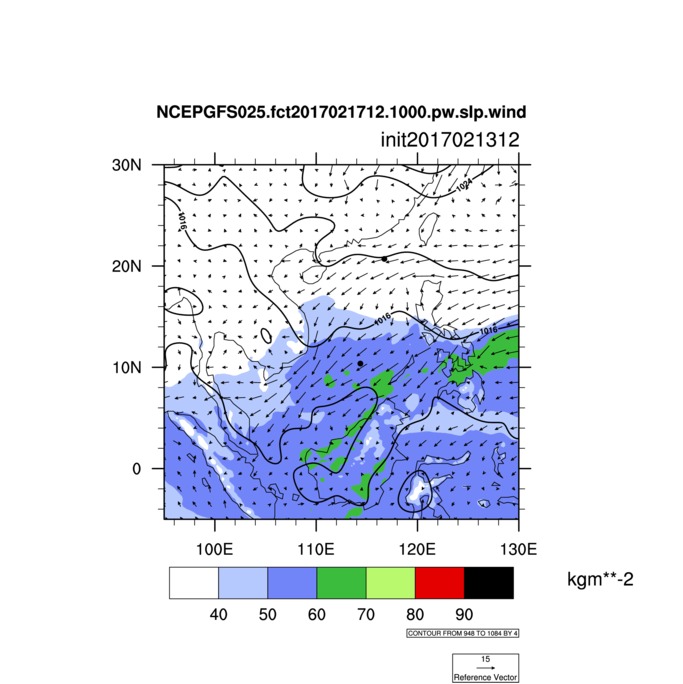 NCEPGFS025.fct2017021712.1000.pw.slp.wind
init2017021312
30N
1024
1016
20N
1016
1016
10N
0
100E 110E 120E 130E
kgm**-2
40 50 60 70 80 90
CONTOUR FROM 948 TO 1084 BY 4
15
Reference Vector